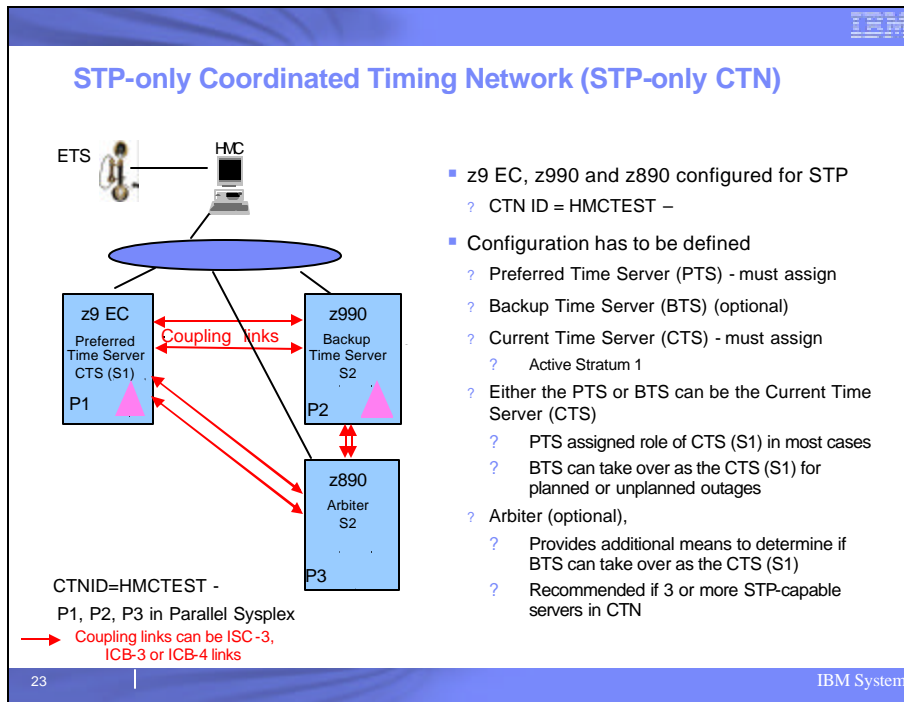 IBM
STP-only Coordinated Timing Network (STP-only CTN)
ETS
HMC
z9 EC
Preferred
Time Server
CTS (S1)
P1
Coupling links
z990
Backup
Time Server
S2
P2
z890
Arbiter
S2
P3
CTNID=HMCTEST -
P1, P2, P3 in Parallel Sysplex
Coupling links can be ISC-3,
ICB-3 or ICB-4 links
▪ z9 EC, z990 and z890 configured for STP
? CTN ID = HMCTEST –
▪ Configuration has to be defined
? Preferred Time Server (PTS) - must assign
? Backup Time Server (BTS) (optional)
? Current Time Server (CTS) - must assign
? Active Stratum 1
? Either the PTS or BTS can be the Current Time
Server (CTS)
? PTS assigned role of CTS (S1) in most cases
? BTS can take over as the CTS (S1) for
planned or unplanned outages
? Arbiter (optional),
? Provides additional means to determine if
BTS can take over as the CTS (S1)
? Recommended if 3 or more STP-capable
servers in CTN
23
IBM System